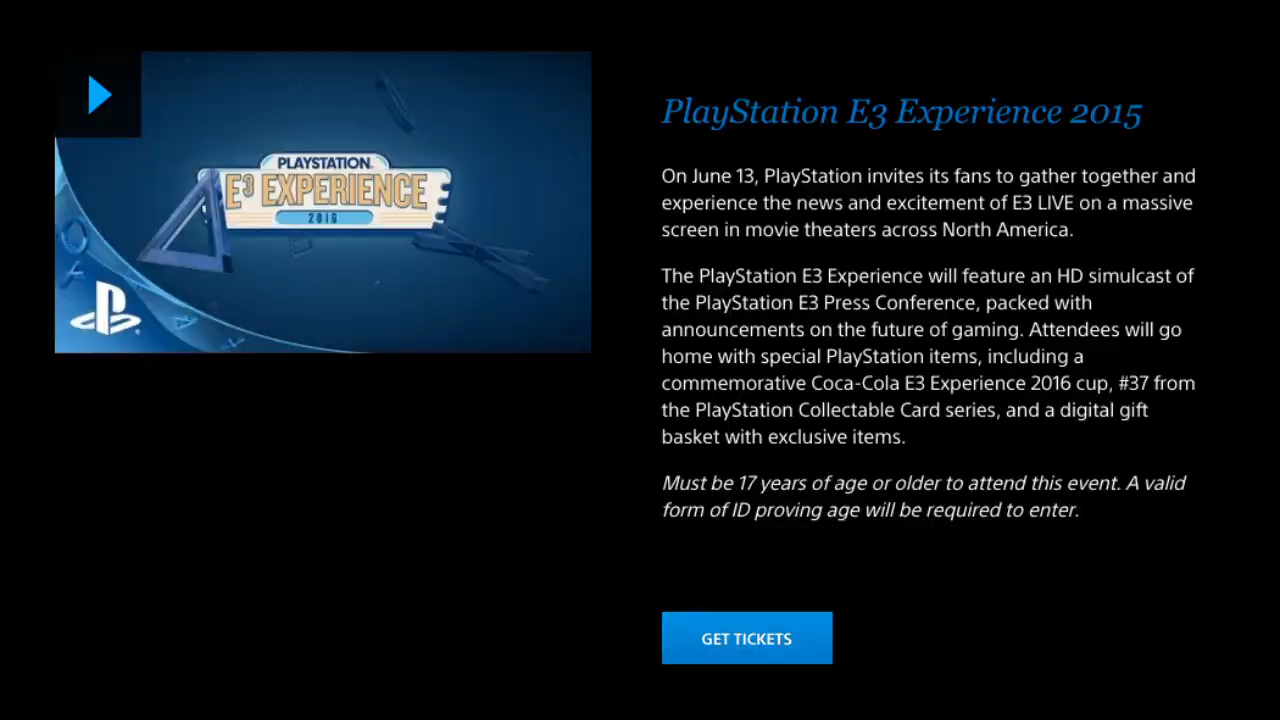 PLAYSTATION
E3 EXPERIENCE
2016
PlayStation E3 Experience 2015
On June 13, PlayStation invites its fans to gather together and
experience the news and excitement of E3 LIVE on a massive
screen in movie theaters across North America.
The PlayStation E3 Experience will feature an HD simulcast of
the PlayStation E3 Press Conference, packed with
announcements on the future of gaming. Attendees will go
home with special PlayStation items, including a
commemorative Coca-Cola E3 Experience 2016 cup, #37 from
the PlayStation Collectable Card series, and a digital gift
basket with exclusive items.
Must be 17 years of age or older to attend this event. A valid
form of ID proving age will be required to enter.
GET TICKETS